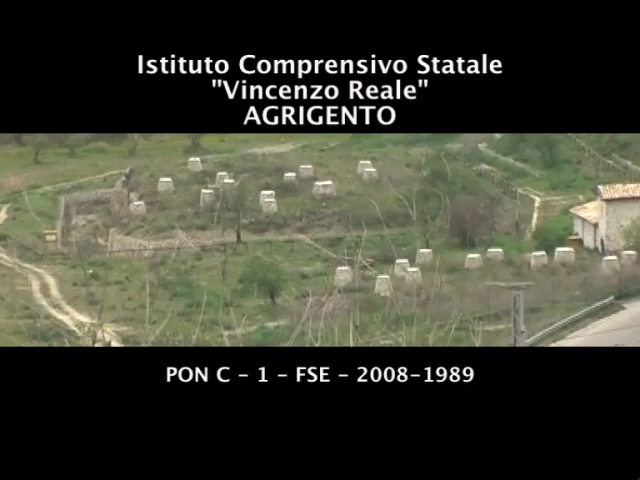 Istituto Comprensivo Statale
"Vincenzo Reale"
AGRIGENTO
PON C - 1 - FSE - 2008-1989